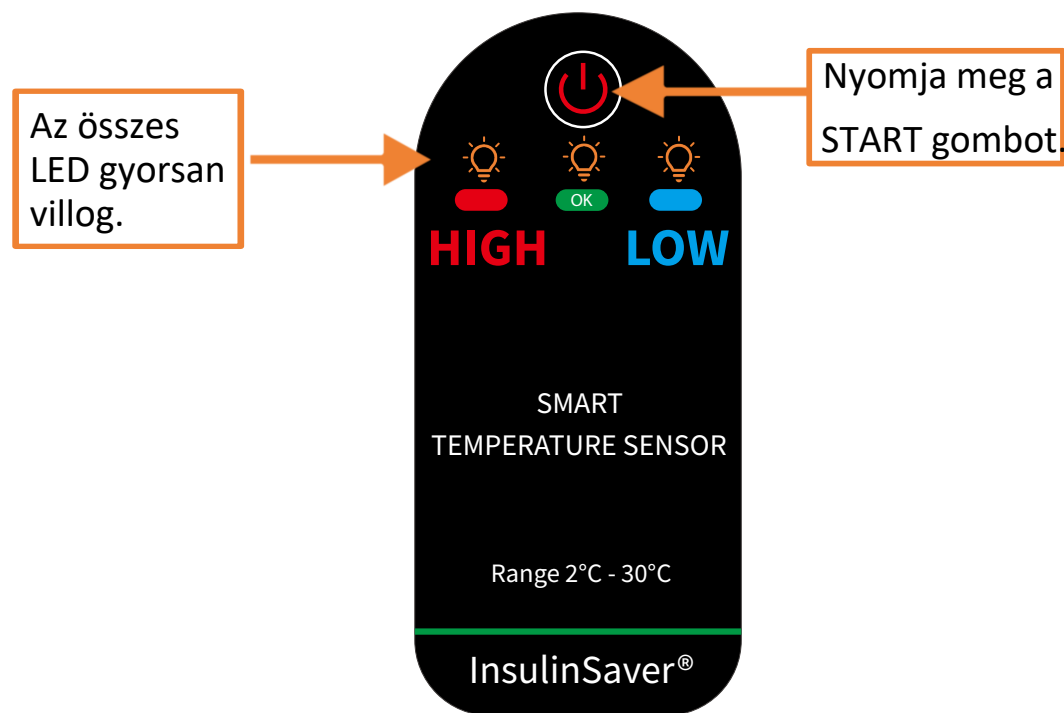 Az összes
LED gyorsan
villog.
Nyomja meg a
START gombot.
OK
HIGH
LOW
SMART
TEMPERATURE SENSOR
Range 2°C - 30°C
InsulinSaver®